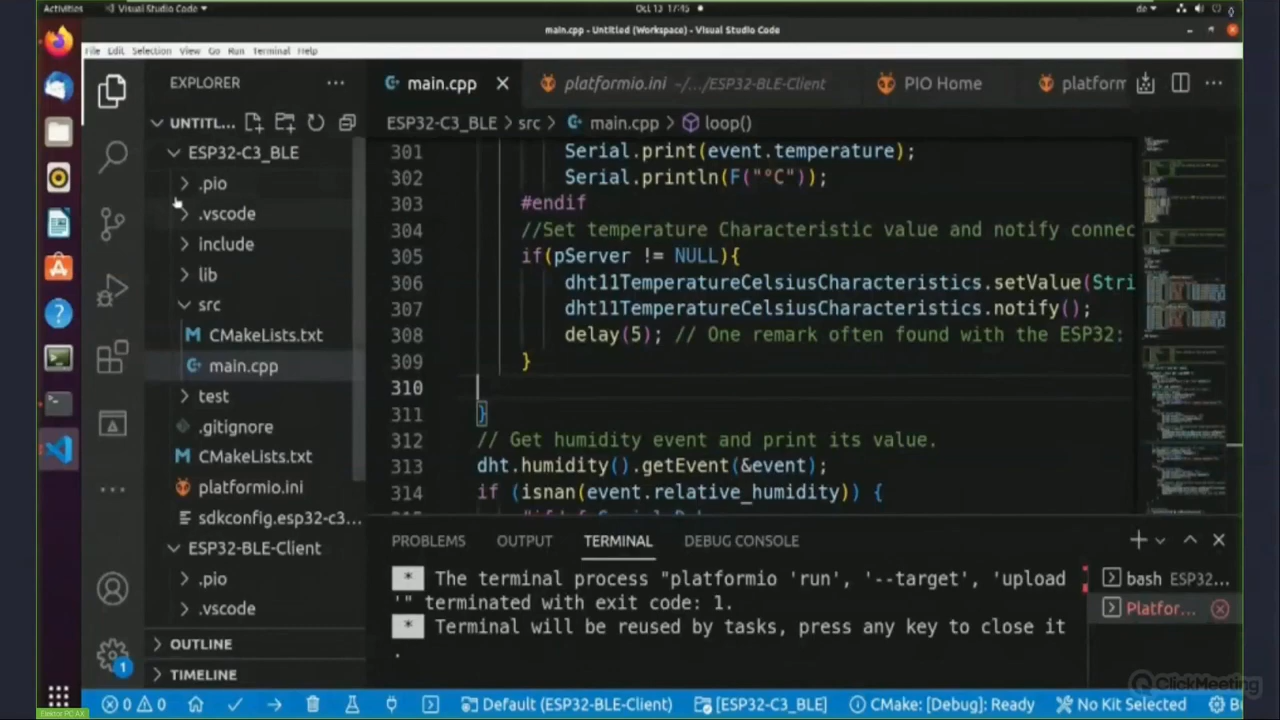 Activities
Visual Studio Code
Oct 13 17:45
de
main.cpp - Untitled (Workspace) - Visual Studio Code
File Edit Selection View Go Run Terminal Help
EXPLORER
main.cpp
platformio.ini ~/.../ESP32-BLE-Client
PIO Home
platform
UNTITL...
ESP32-C3_BLE > src > main.cpp > loop()
ESP32-C3_BLE
.pio
.vscode
include
lib
src
CMakeLists.txt
main.cpp
test
.gitignore
CMakeLists.txt
platformio.ini
sdkconfig.esp32-c3...
ESP32-BLE-Client
.pio
.vscode
OUTLINE
TIMELINE
301 Serial.print(event.temperature);
302 Serial.println(F("°C"));
303 #endif
304 //Set temperature Characteristic value and notify connec
305 if(pServer != NULL){
306 dht11TemperatureCelsiusCharacteristics.setValue(Stri
307 dht11TemperatureCelsiusCharacteristics.notify();
308 delay(5); // One remark often found with the ESP32:
309 }
310
311 }
312 // Get humidity event and print its value.
313 dht.humidity().getEvent(&event);
314 if (isnan(event.relative_humidity)) {
PROBLEMS OUTPUT TERMINAL DEBUG CONSOLE
* The terminal process "platformio 'run', '--target', 'upload
'" terminated with exit code: 1.
* Terminal will be reused by tasks, press any key to close it
.
bash ESP32...
Platfor...
1
ClickMeeting
0 0 Default (ESP32-BLE-Client) [ESP32-C3_BLE] CMake: [Debug]: Ready No Kit Selected Bu
Elektor PC AX